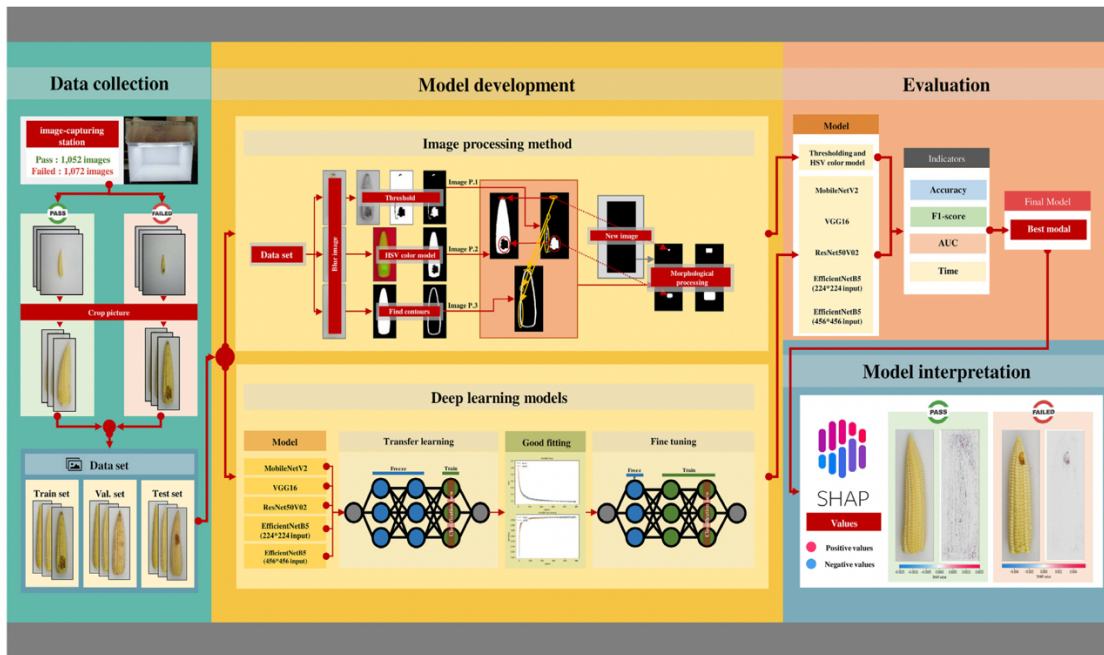 Data collection
image-capturing
station
Pass : 1,052 images
Failed : 1,072 images
PASS
FAILED
Crop picture
Data set
Train set
Val. set
Test set
Model development
Image processing method
Data set
Blur image
Threshold
HSV color model
Find contours
Image P.1
Image P.2
Image P.3
New image
Morphological
processing
Deep learning models
Model
MobileNetV2
VGG16
ResNet50V02
EfficientNetB5
(224*224 input)
EfficientNetB5
(456*456 input)
Transfer learning
Freeze
Train
Good fitting
Fine tuning
Freez
Train
Evaluation
Model
Thresholding and
HSV color model
MobileNetV2
VGG16
ResNet50V02
EfficientNetB5
(224*224 input)
EfficientNetB5
(456*456 input)
Indicators
Accuracy
F1-score
AUC
Time
Final Model
Best modal
Model interpretation
SHAP
Values
Positive values
Negative values
PASS
FAILED